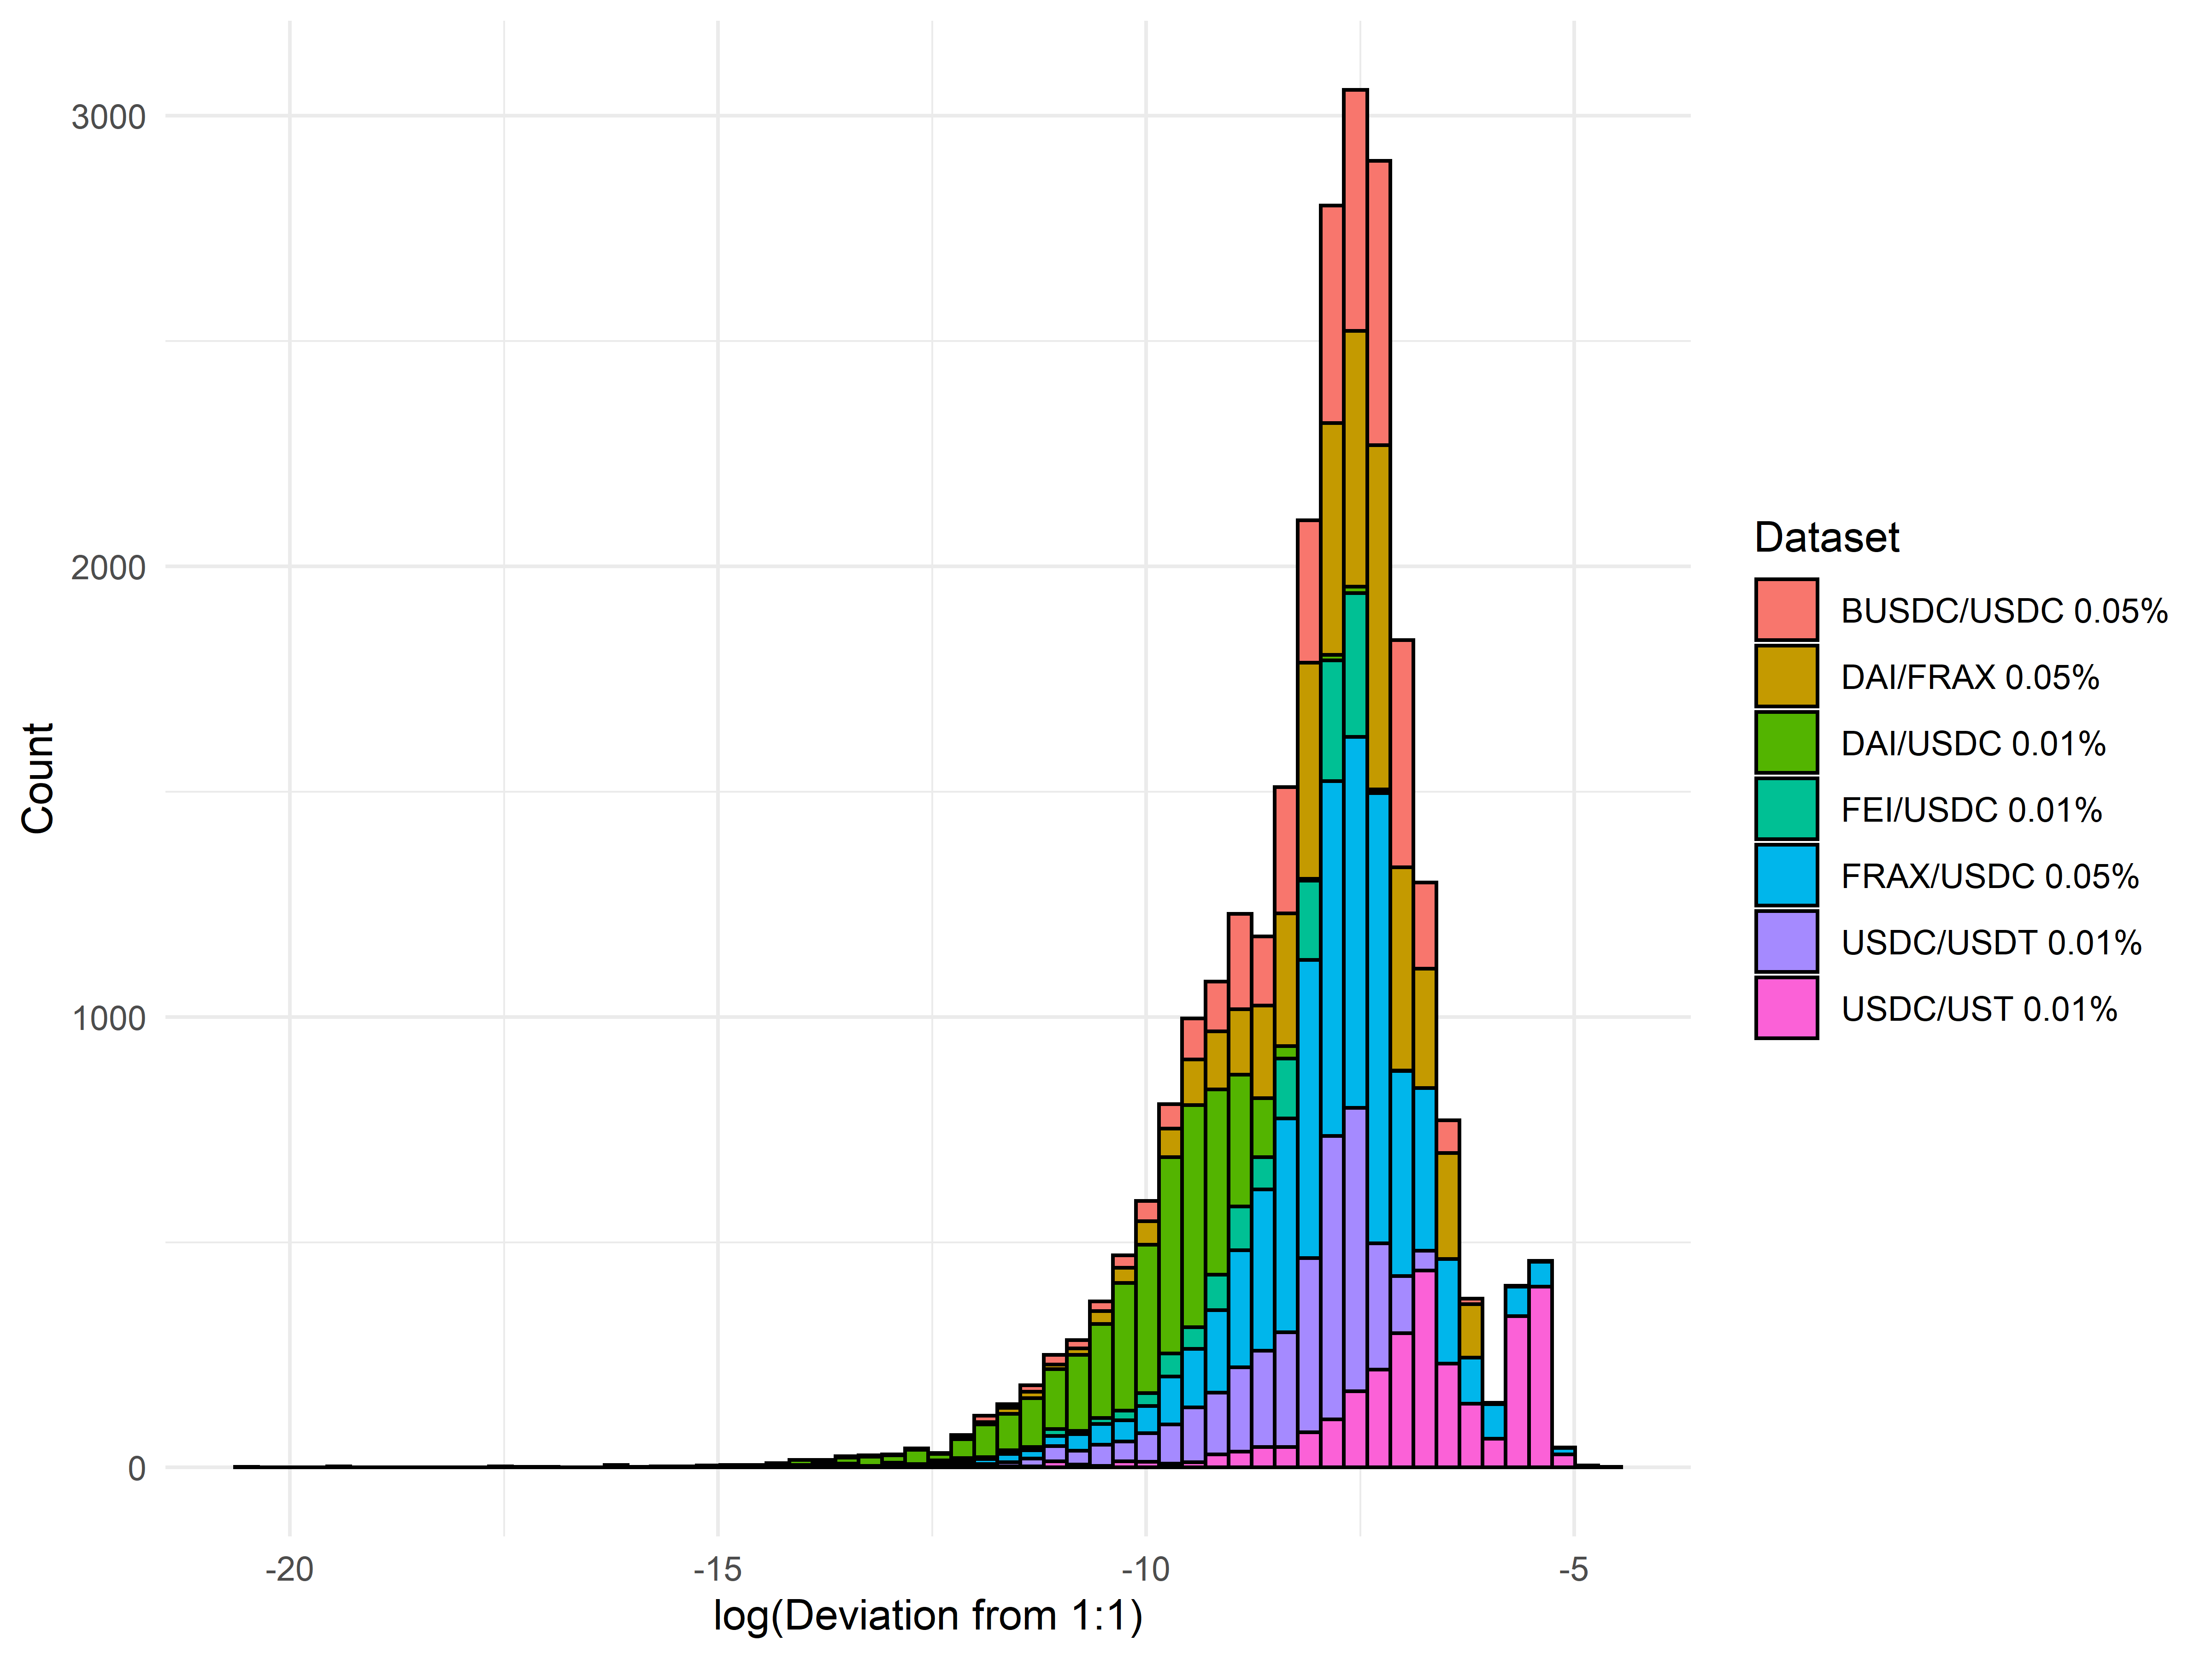 3000
2000
1000
0
Count
-20
-15
-10
-5
log(Deviation from 1:1)
Dataset
BUSDC/USDC 0.05%
DAI/FRAX 0.05%
DAI/USDC 0.01%
FEI/USDC 0.01%
FRAX/USDC 0.05%
USDC/USDT 0.01%
USDC/UST 0.01%